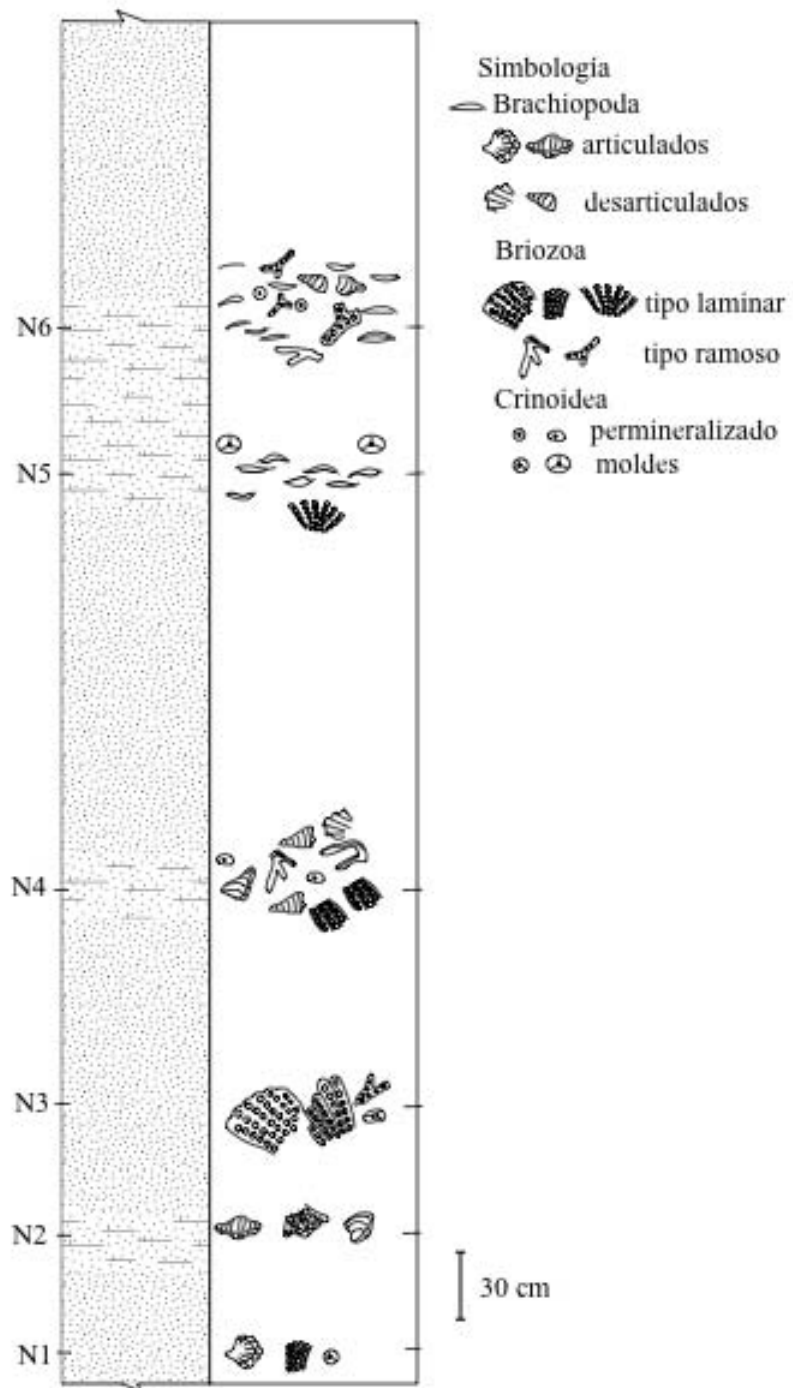 Simbología
Brachiopoda
articulados
desarticulados
Briozoa
tipo laminar
tipo ramoso
Crinoidea
permineralizado
moldes
N6
N5
N4
N3
N2
N1
30 cm